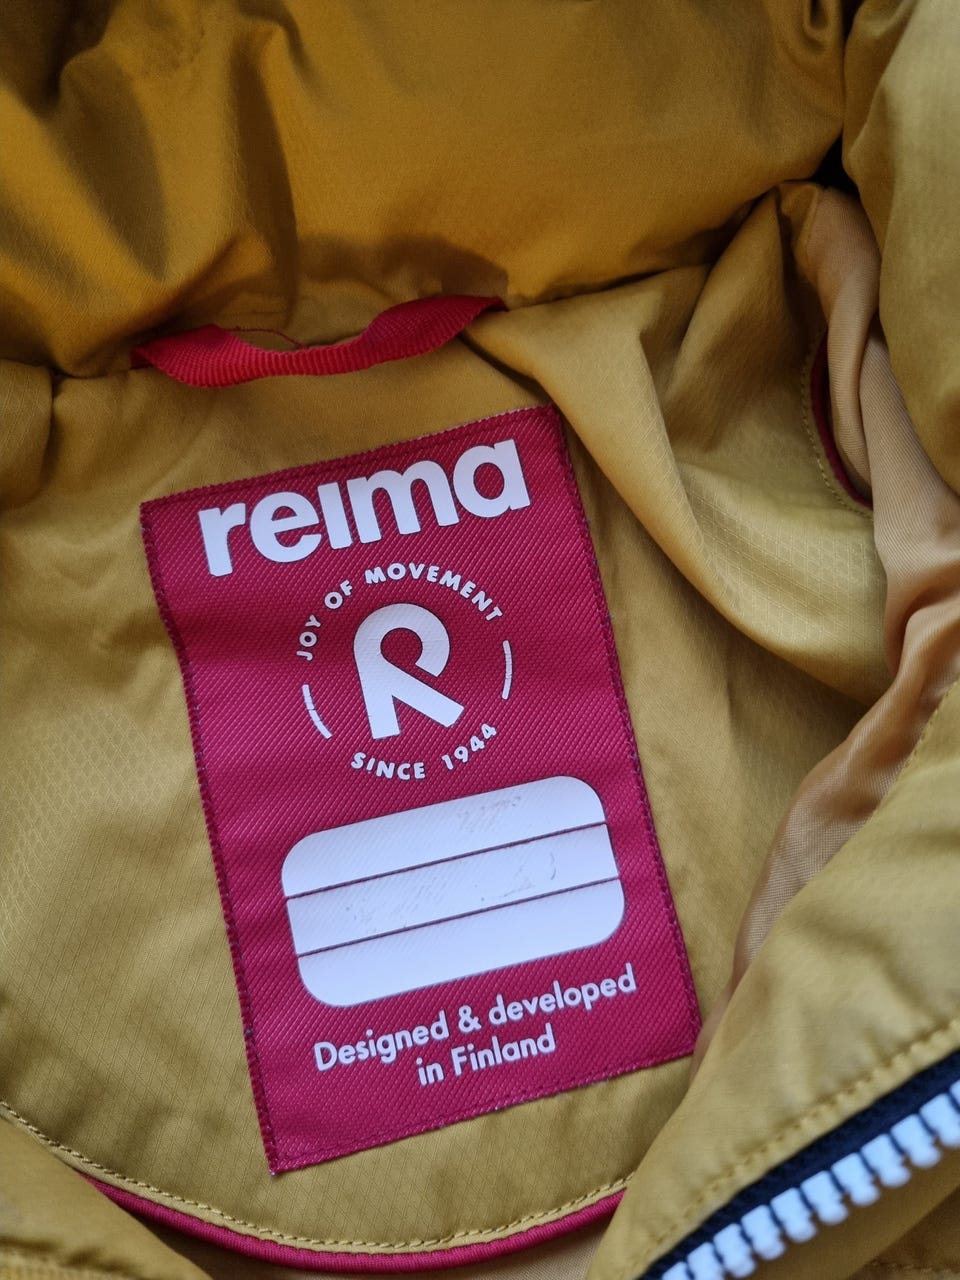 reima
JOY OF MOVEMENT
R
SINCE 1944
Designed & developed
in Finland